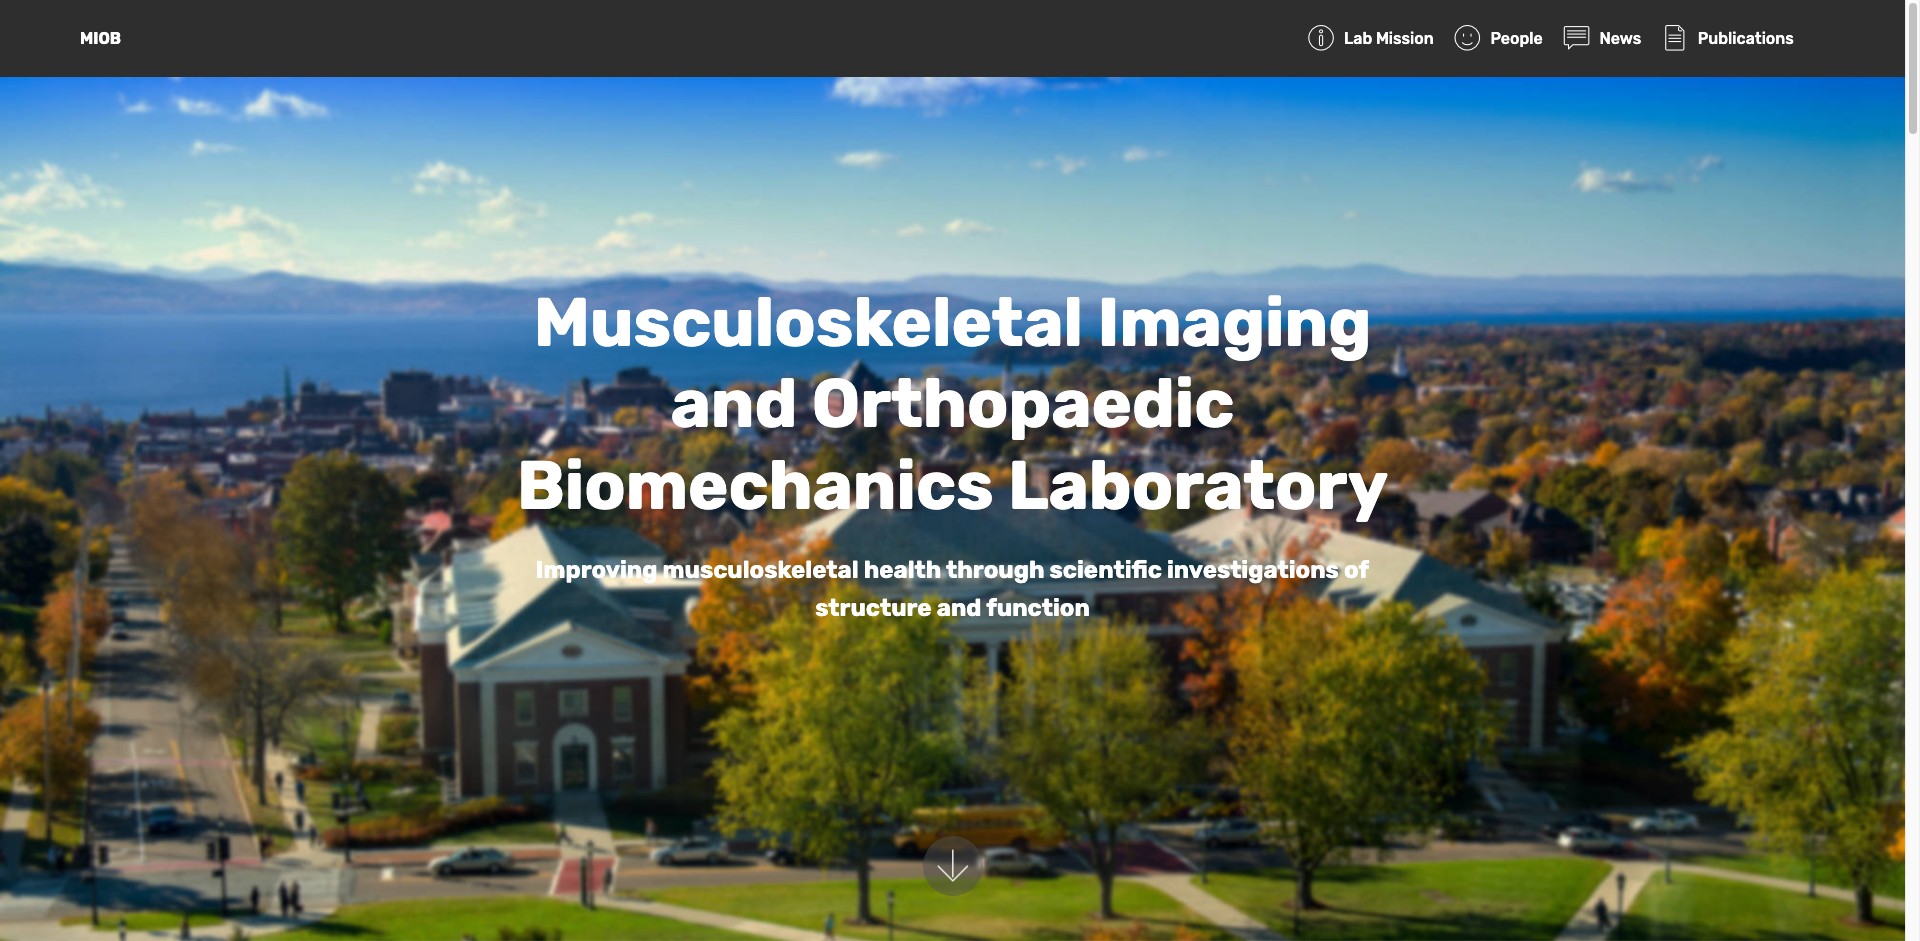 MIOB
Lab Mission
People
News
Publications
Musculoskeletal Imaging
and Orthopaedic
Biomechanics Laboratory
Improving musculoskeletal health through scientific investigations of
structure and function